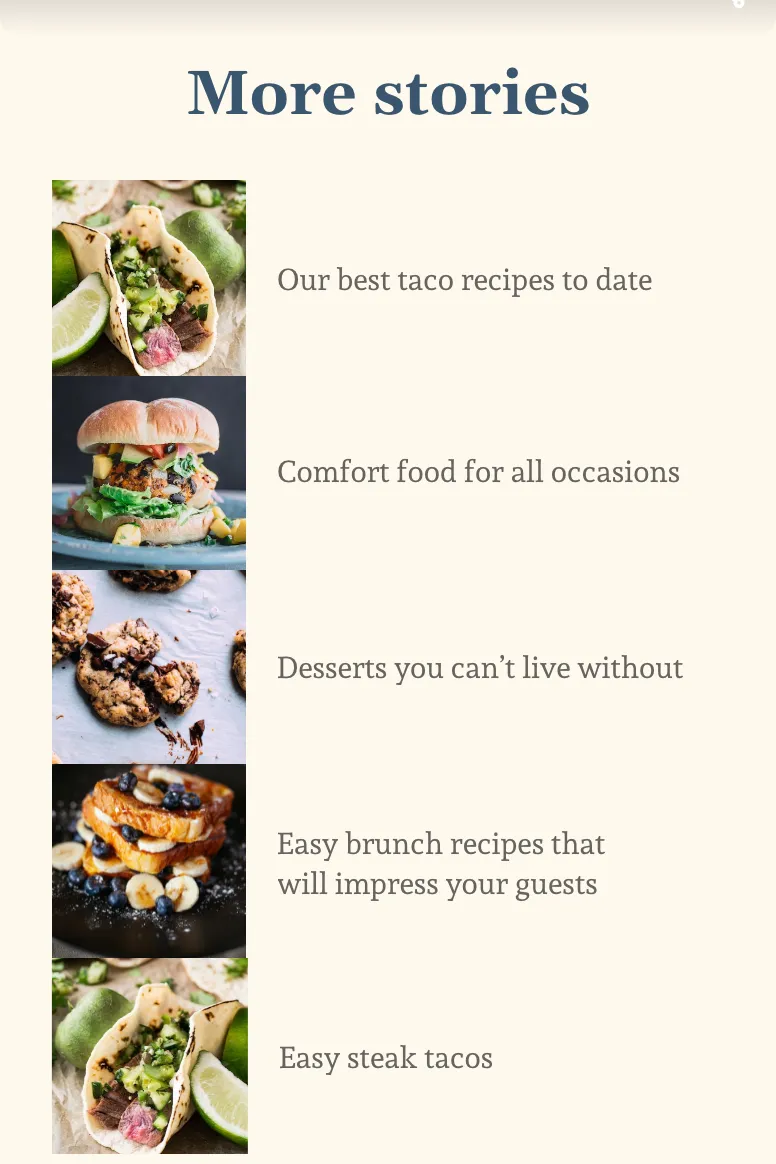 More stories
Our best taco recipes to date
Comfort food for all occasions
Desserts you can’t live without
Easy brunch recipes that
will impress your guests
Easy steak tacos